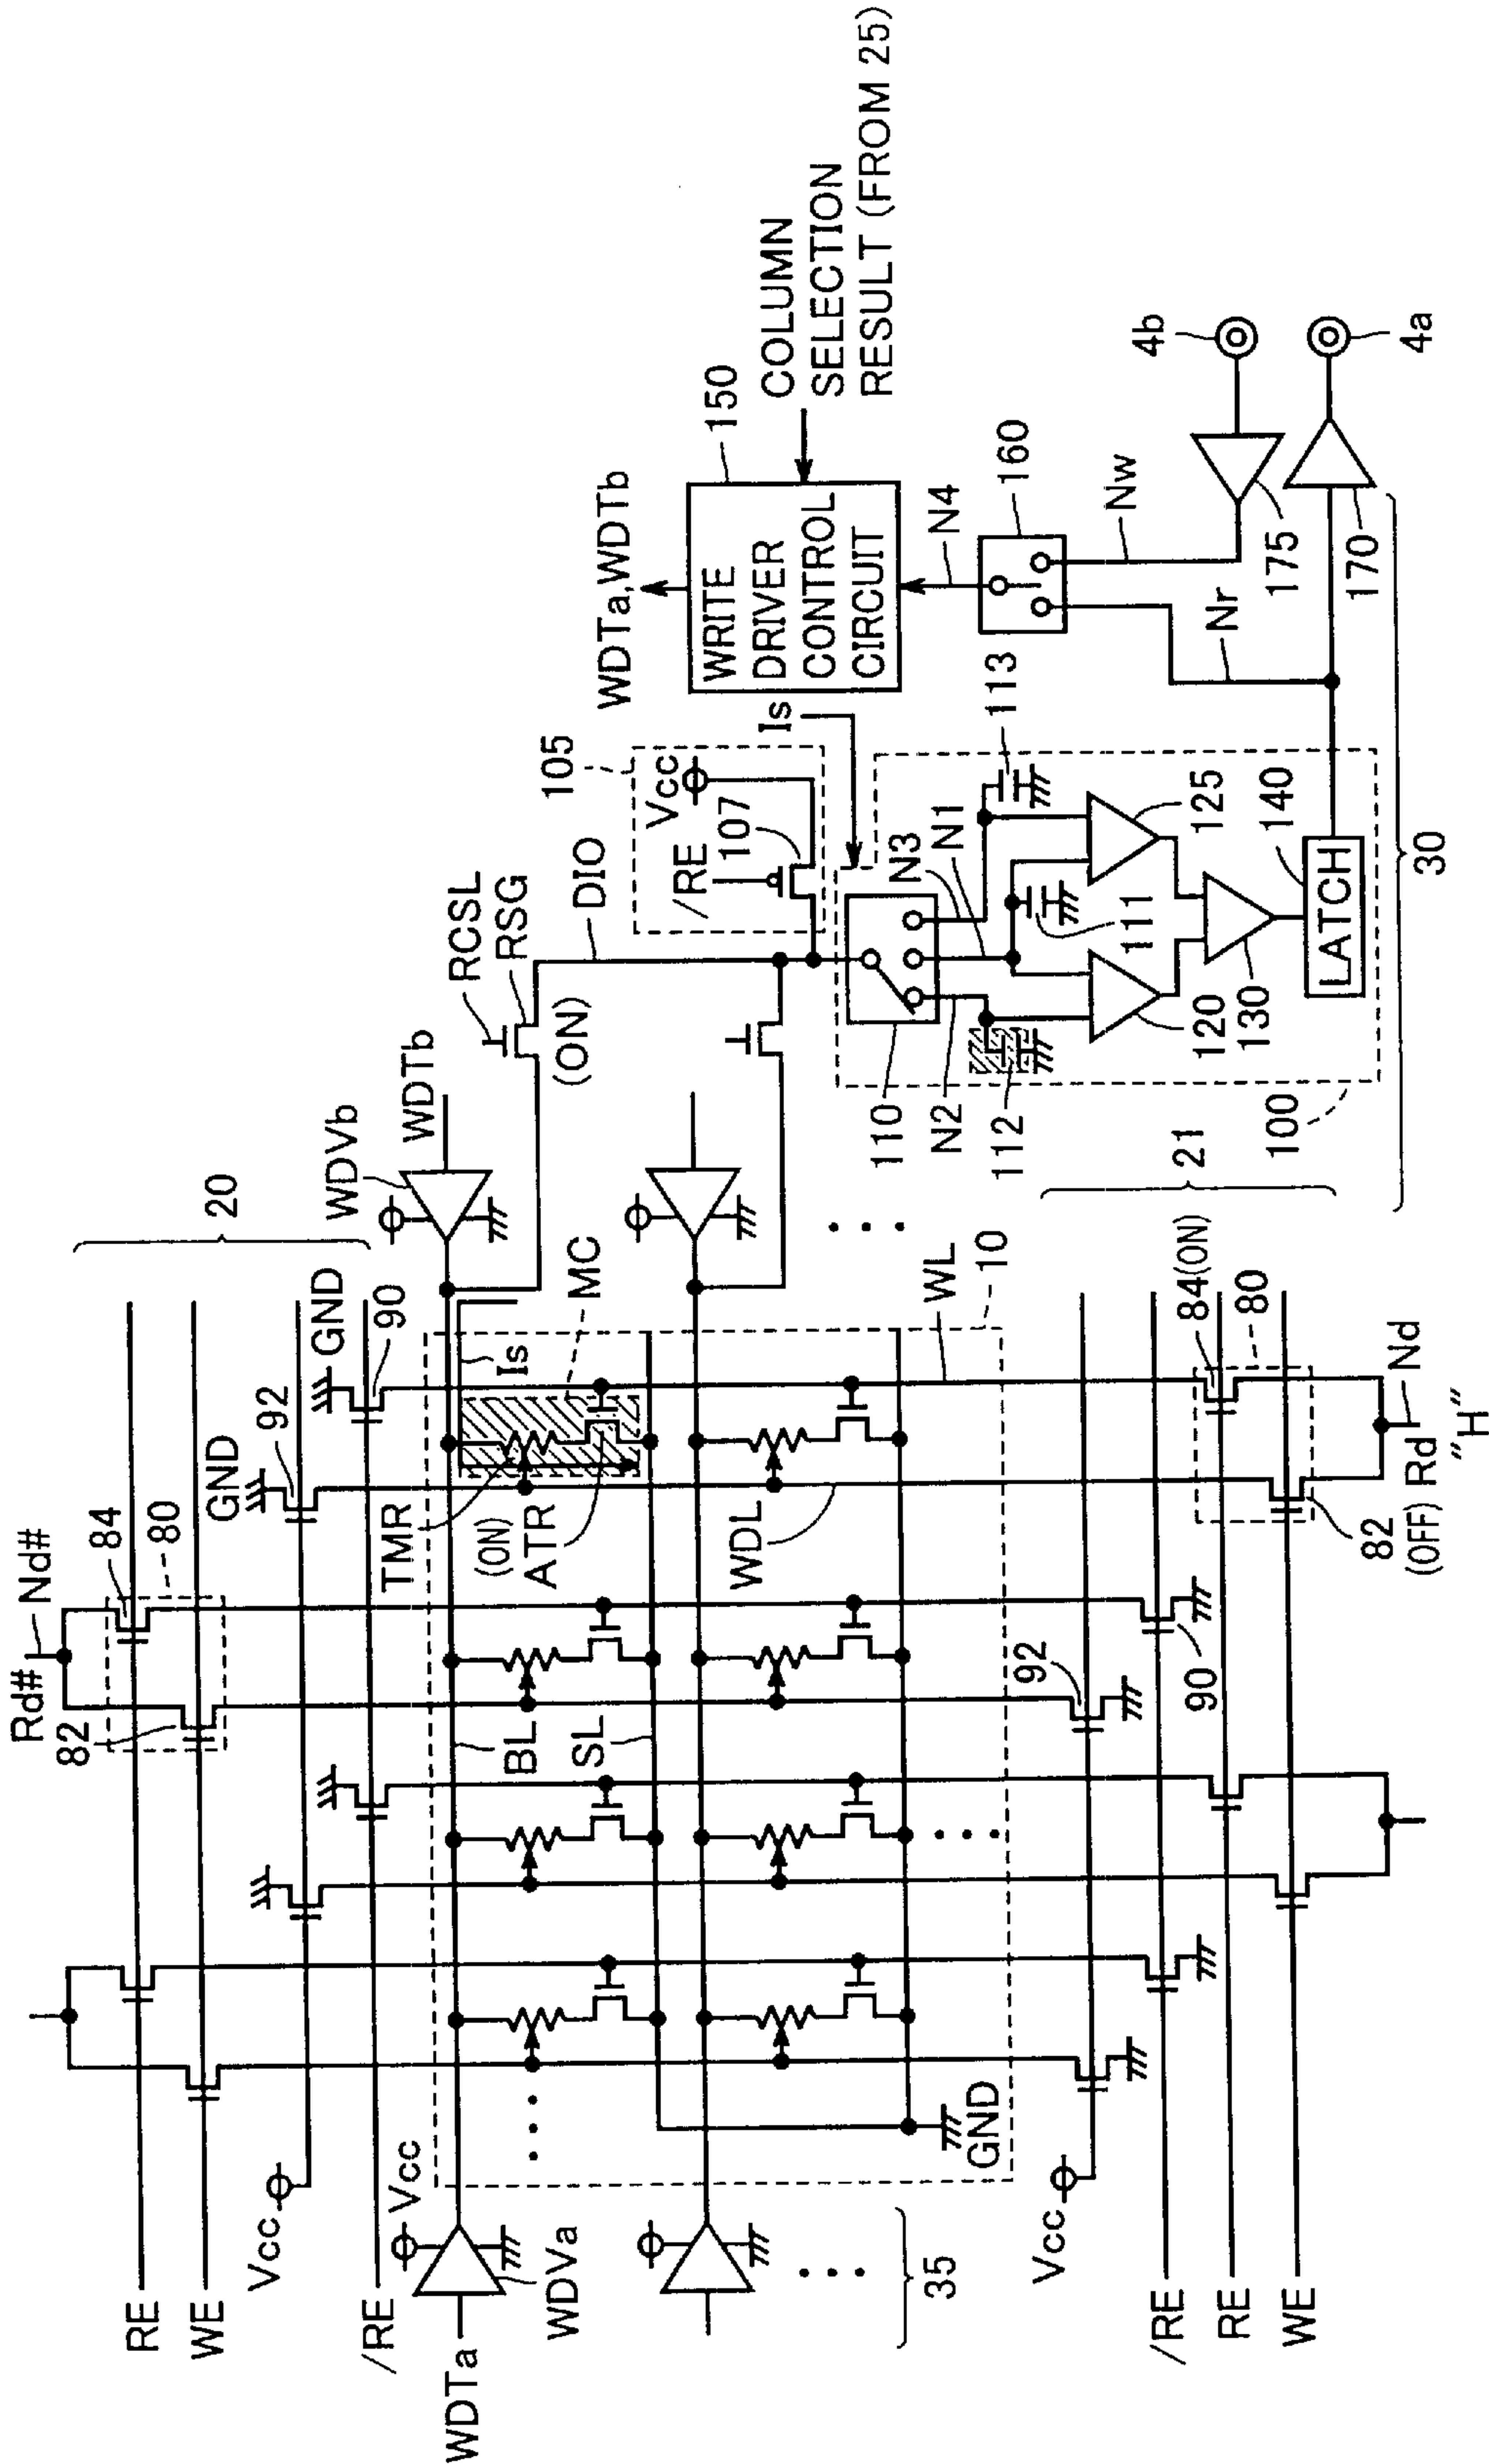 RE
WE
Vcc
/RE
Vcc
WDTa
WDVa
35
Vcc
/RE
RE
WE
GND
Rd#
Nd#
82
84
80
BL
SL
92
90
GND
92
GND
90
20
TMR
(ON)
ATR
WDL
Is
MC
WL
10
84(ON)
80
82
(OFF)
Rd
Nd
"H"
21
WDVb
WDTb
RCSL
RSG
(ON)
DIO
105
Vcc
/RE
107
Is
110
N2
112
N3
N1
111
113
120
125
130
LATCH
140
100
30
WDTa,WDTb
150
WRITE
DRIVER
CONTROL
CIRCUIT
COLUMN
SELECTION
RESULT (FROM 25)
N4
160
Nw
Nr
175
170
4b
4a